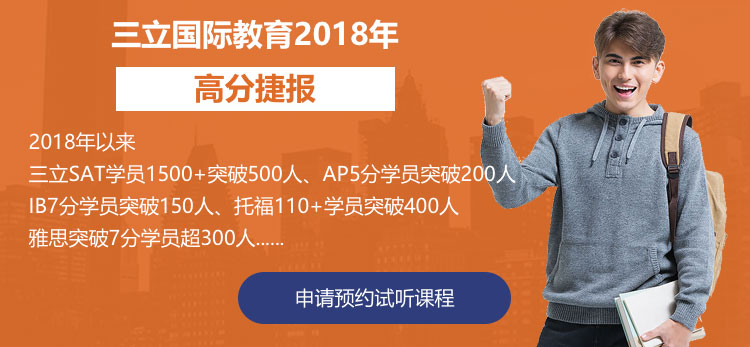 三立国际教育2018年
高分捷报
2018年以来
三立SAT学员1500+突破500人、AP5分学员突破200人
IB7分学员突破150人、托福110+学员突破400人
雅思突破7分学员超300人......
申请预约试听课程